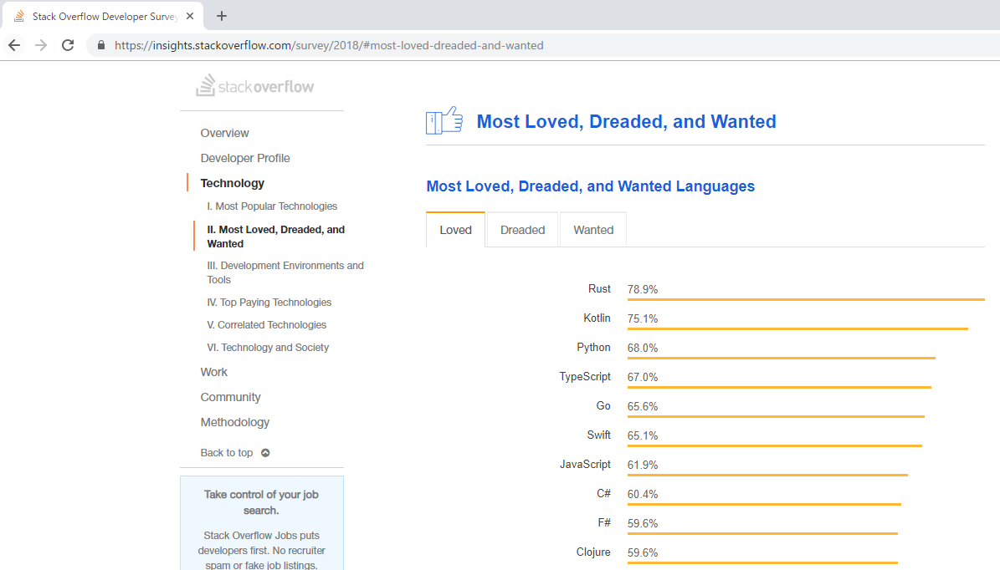 Stack Overflow Developer Survey
https://insights.stackoverflow.com/survey/2018/#most-loved-dreaded-and-wanted
stackoverflow
Overview
Developer Profile
Technology
I. Most Popular Technologies
II. Most Loved, Dreaded, and
Wanted
III. Development Environments and
Tools
IV. Top Paying Technologies
V. Correlated Technologies
VI. Technology and Society
Work
Community
Methodology
Back to top
Take control of your job
search.
Stack Overflow Jobs puts
developers first. No recruiter
spam or fake job listings.
Most Loved, Dreaded, and Wanted
Most Loved, Dreaded, and Wanted Languages
Loved Dreaded Wanted
Rust 78.9%
Kotlin 75.1%
Python 68.0%
TypeScript 67.0%
Go 65.6%
Swift 65.1%
JavaScript 61.9%
C# 60.4%
F# 59.6%
Clojure 59.6%